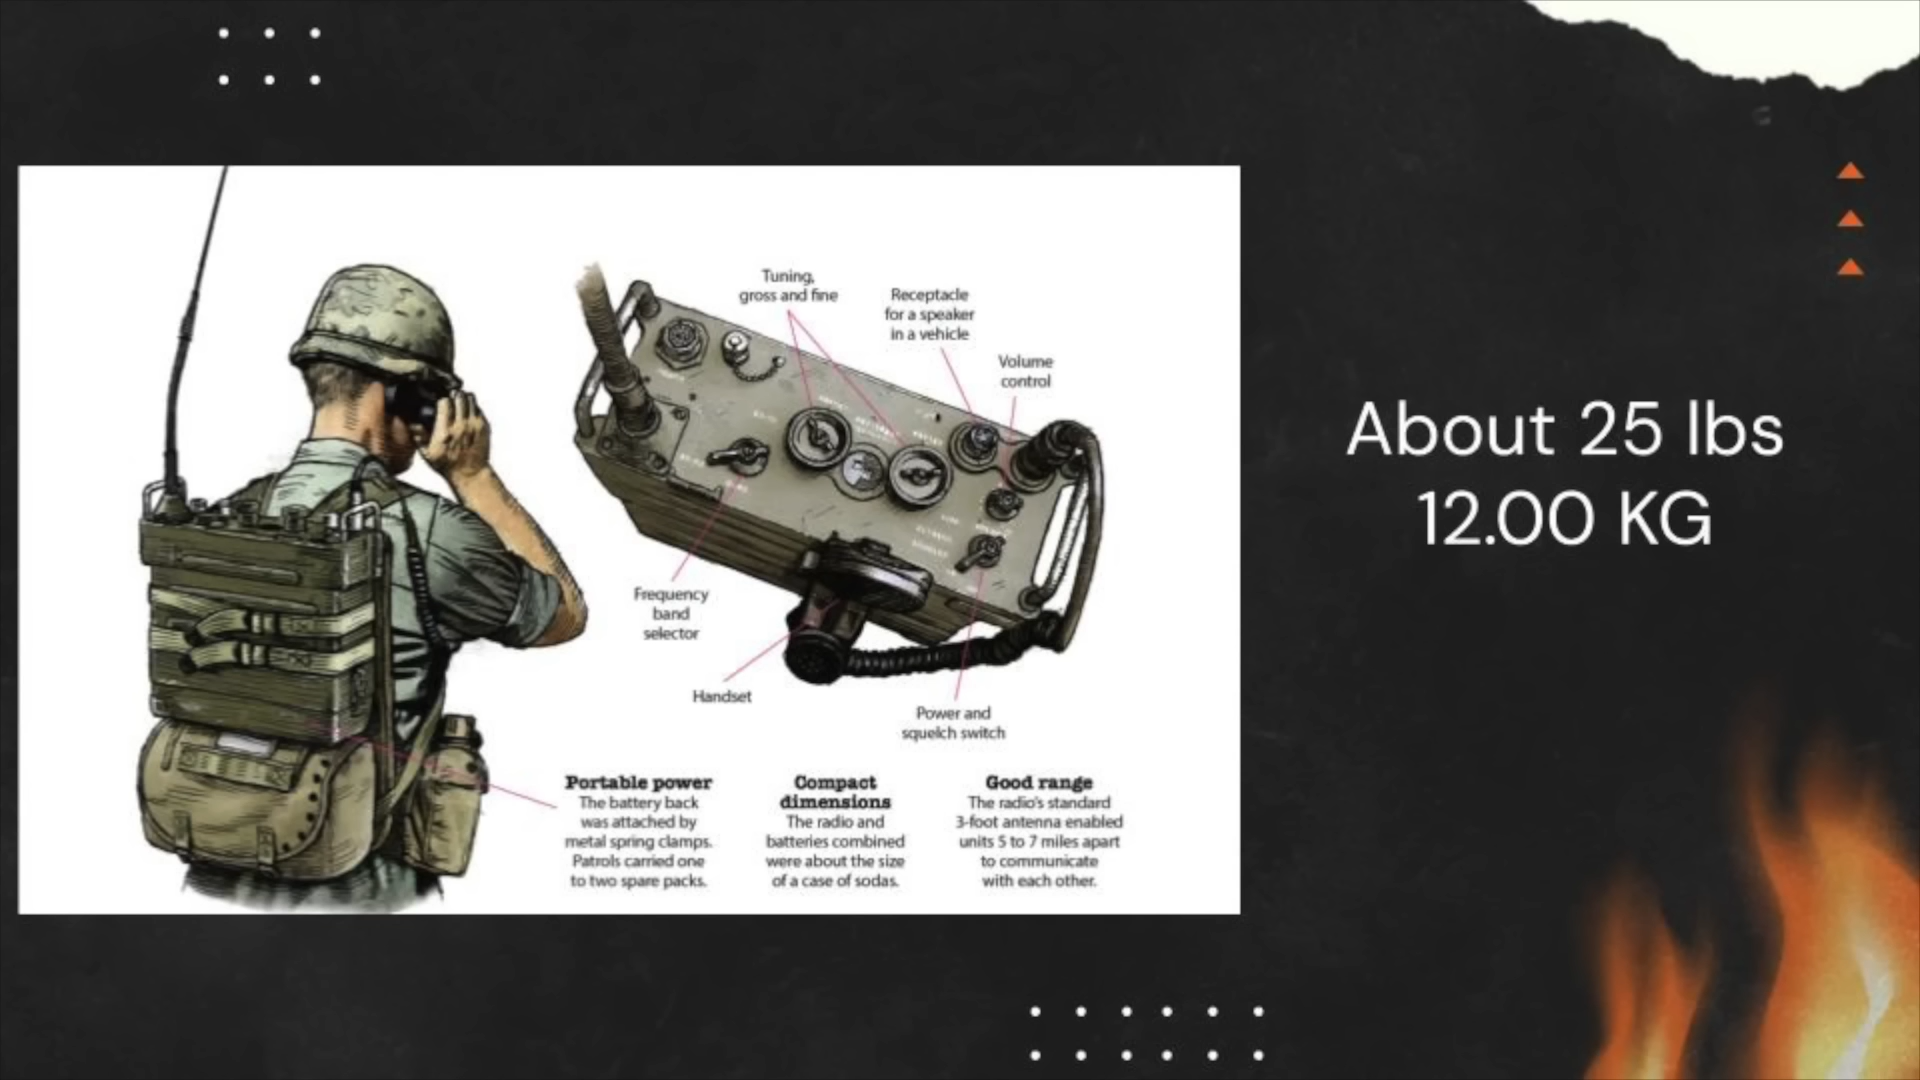 Tuning,
gross and fine
Receptacle
for a speaker
in a vehicle
Volume
control
Frequency
band
selector
Handset
Power and
squelch switch
Portable power
The battery back
was attached by
metal spring clamps.
Patrols carried one
to two spare packs.
Compact
dimensions
The radio and
batteries combined
were about the size
of a case of sodas.
Good range
The radio's standard
3-foot antenna enabled
units 5 to 7 miles apart
to communicate
with each other.
About 25 lbs
12.00 KG